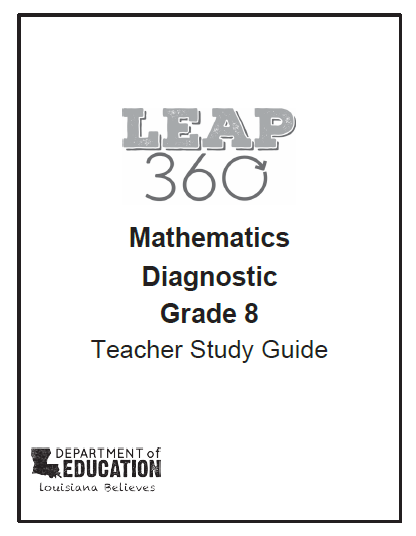 LEAP
360
Mathematics
Diagnostic
Grade 8
Teacher Study Guide
DEPARTMENT of
EDUCATION
Louisiana Believes